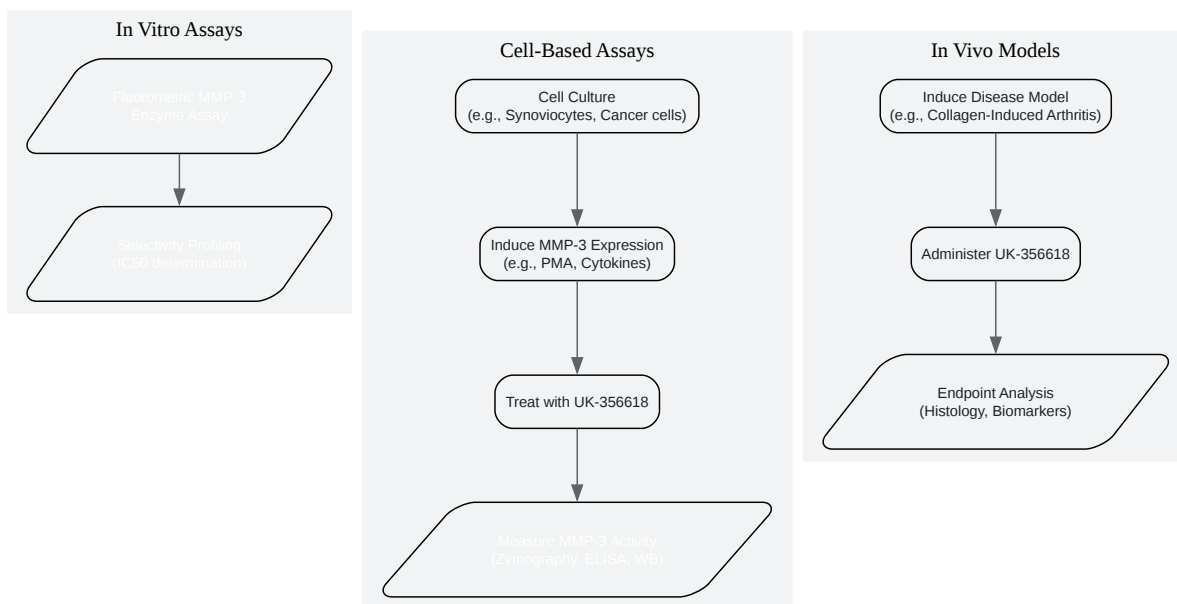 In Vitro Assays
Fluorometric MMP-3
Enzyme Assay
Selectivity Profiling
(IC50 determination)
Cell-Based Assays
Cell Culture
(e.g., Synoviocytes, Cancer cells)
Induce MMP-3 Expression
(e.g., PMA, Cytokines)
Treat with UK-356618
Measure MMP-3 Activity
(Zymography, ELISA, WB)
In Vivo Models
Induce Disease Model
(e.g., Collagen-Induced Arthritis)
Administer UK-356618
Endpoint Analysis
(Histology, Biomarkers)